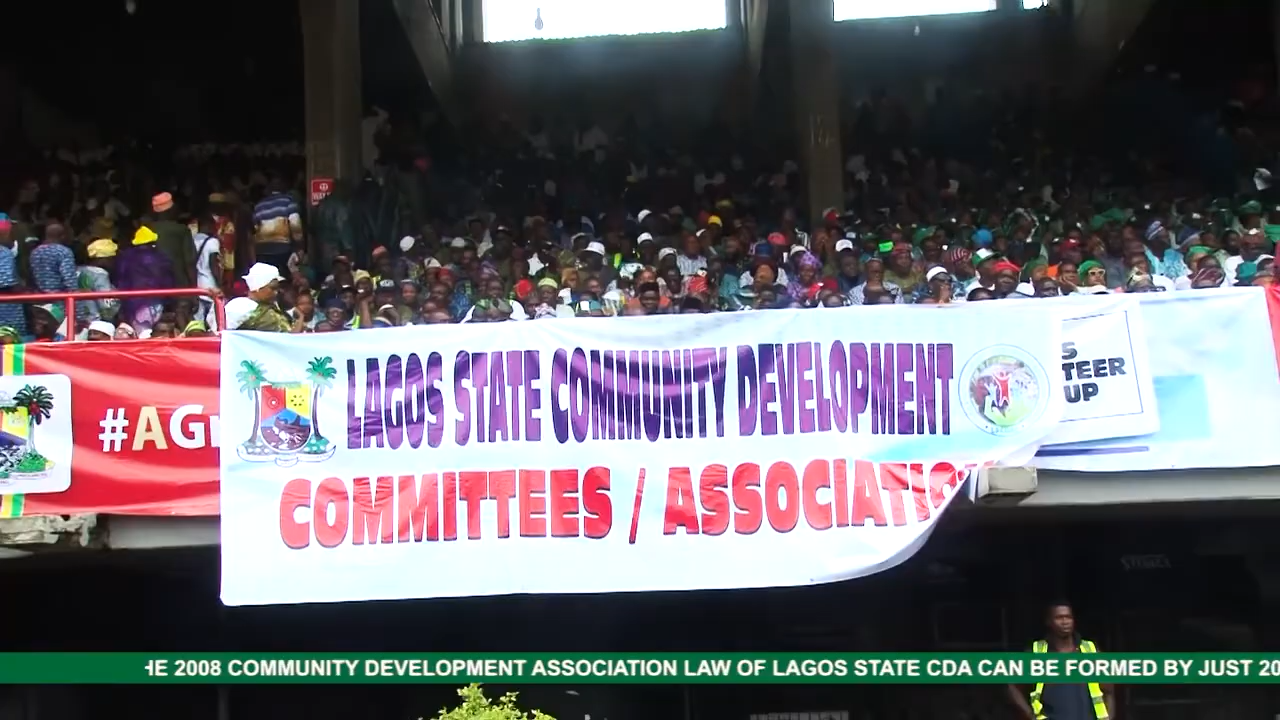 LAGOS STATE COMMUNITY DEVELOPMENT
COMMITTEES / ASSOCIATIO
#AG
S
TEER
UP
2008 COMMUNITY DEVELOPMENT ASSOCIATION LAW OF LAGOS STATE CDA CAN BE FORMED BY JUST 20